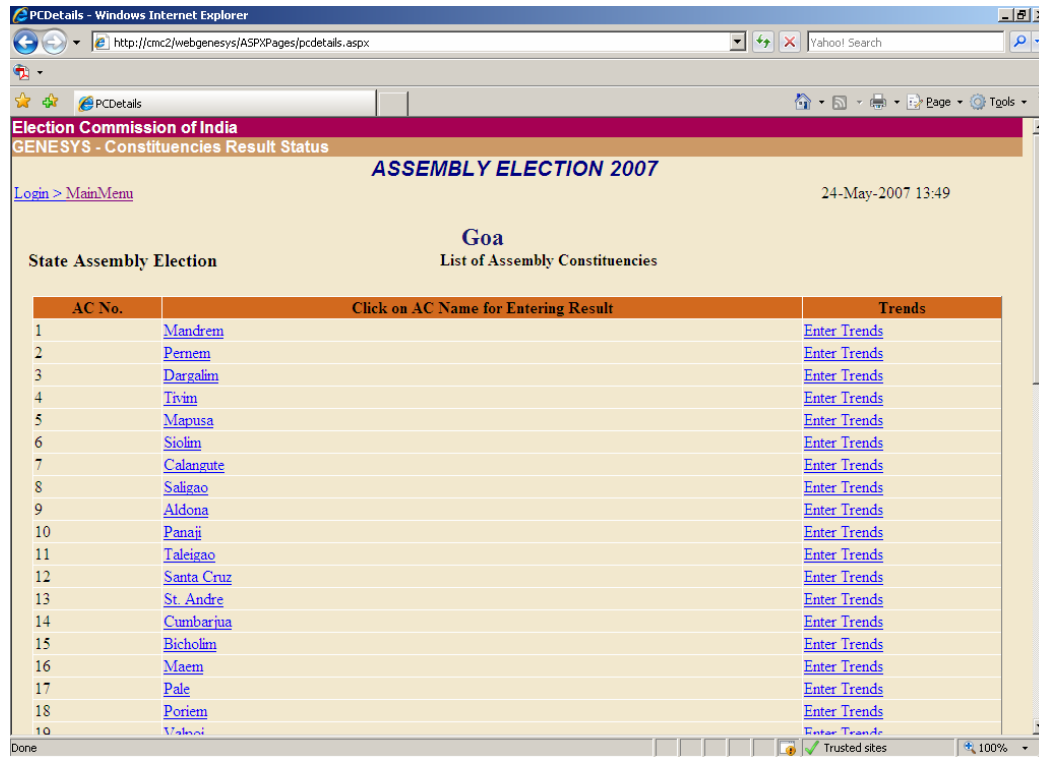 PCDetails - Windows Internet Explorer
http://cmc2/webgenesys/ASPXPages/pcdetails.aspx
Yahoo! Search
PCDetails
Page
Tools
Election Commission of India
GENESYS - Constituencies Result Status
ASSEMBLY ELECTION 2007
Login > MainMenu
24-May-2007 13:49
Goa
State Assembly Election
List of Assembly Constituencies
AC No. Click on AC Name for Entering Result Trends
1 Mandrem Enter Trends
2 Pernem Enter Trends
3 Dargalim Enter Trends
4 Tivim Enter Trends
5 Mapusa Enter Trends
6 Siolim Enter Trends
7 Calangute Enter Trends
8 Saligao Enter Trends
9 Aldona Enter Trends
10 Panaji Enter Trends
11 Taleigao Enter Trends
12 Santa Cruz Enter Trends
13 St. Andre Enter Trends
14 Cumbarjua Enter Trends
15 Bicholim Enter Trends
16 Maem Enter Trends
17 Pale Enter Trends
18 Poriem Enter Trends
19 Valpoi Enter Trends
Done
Trusted sites
100%